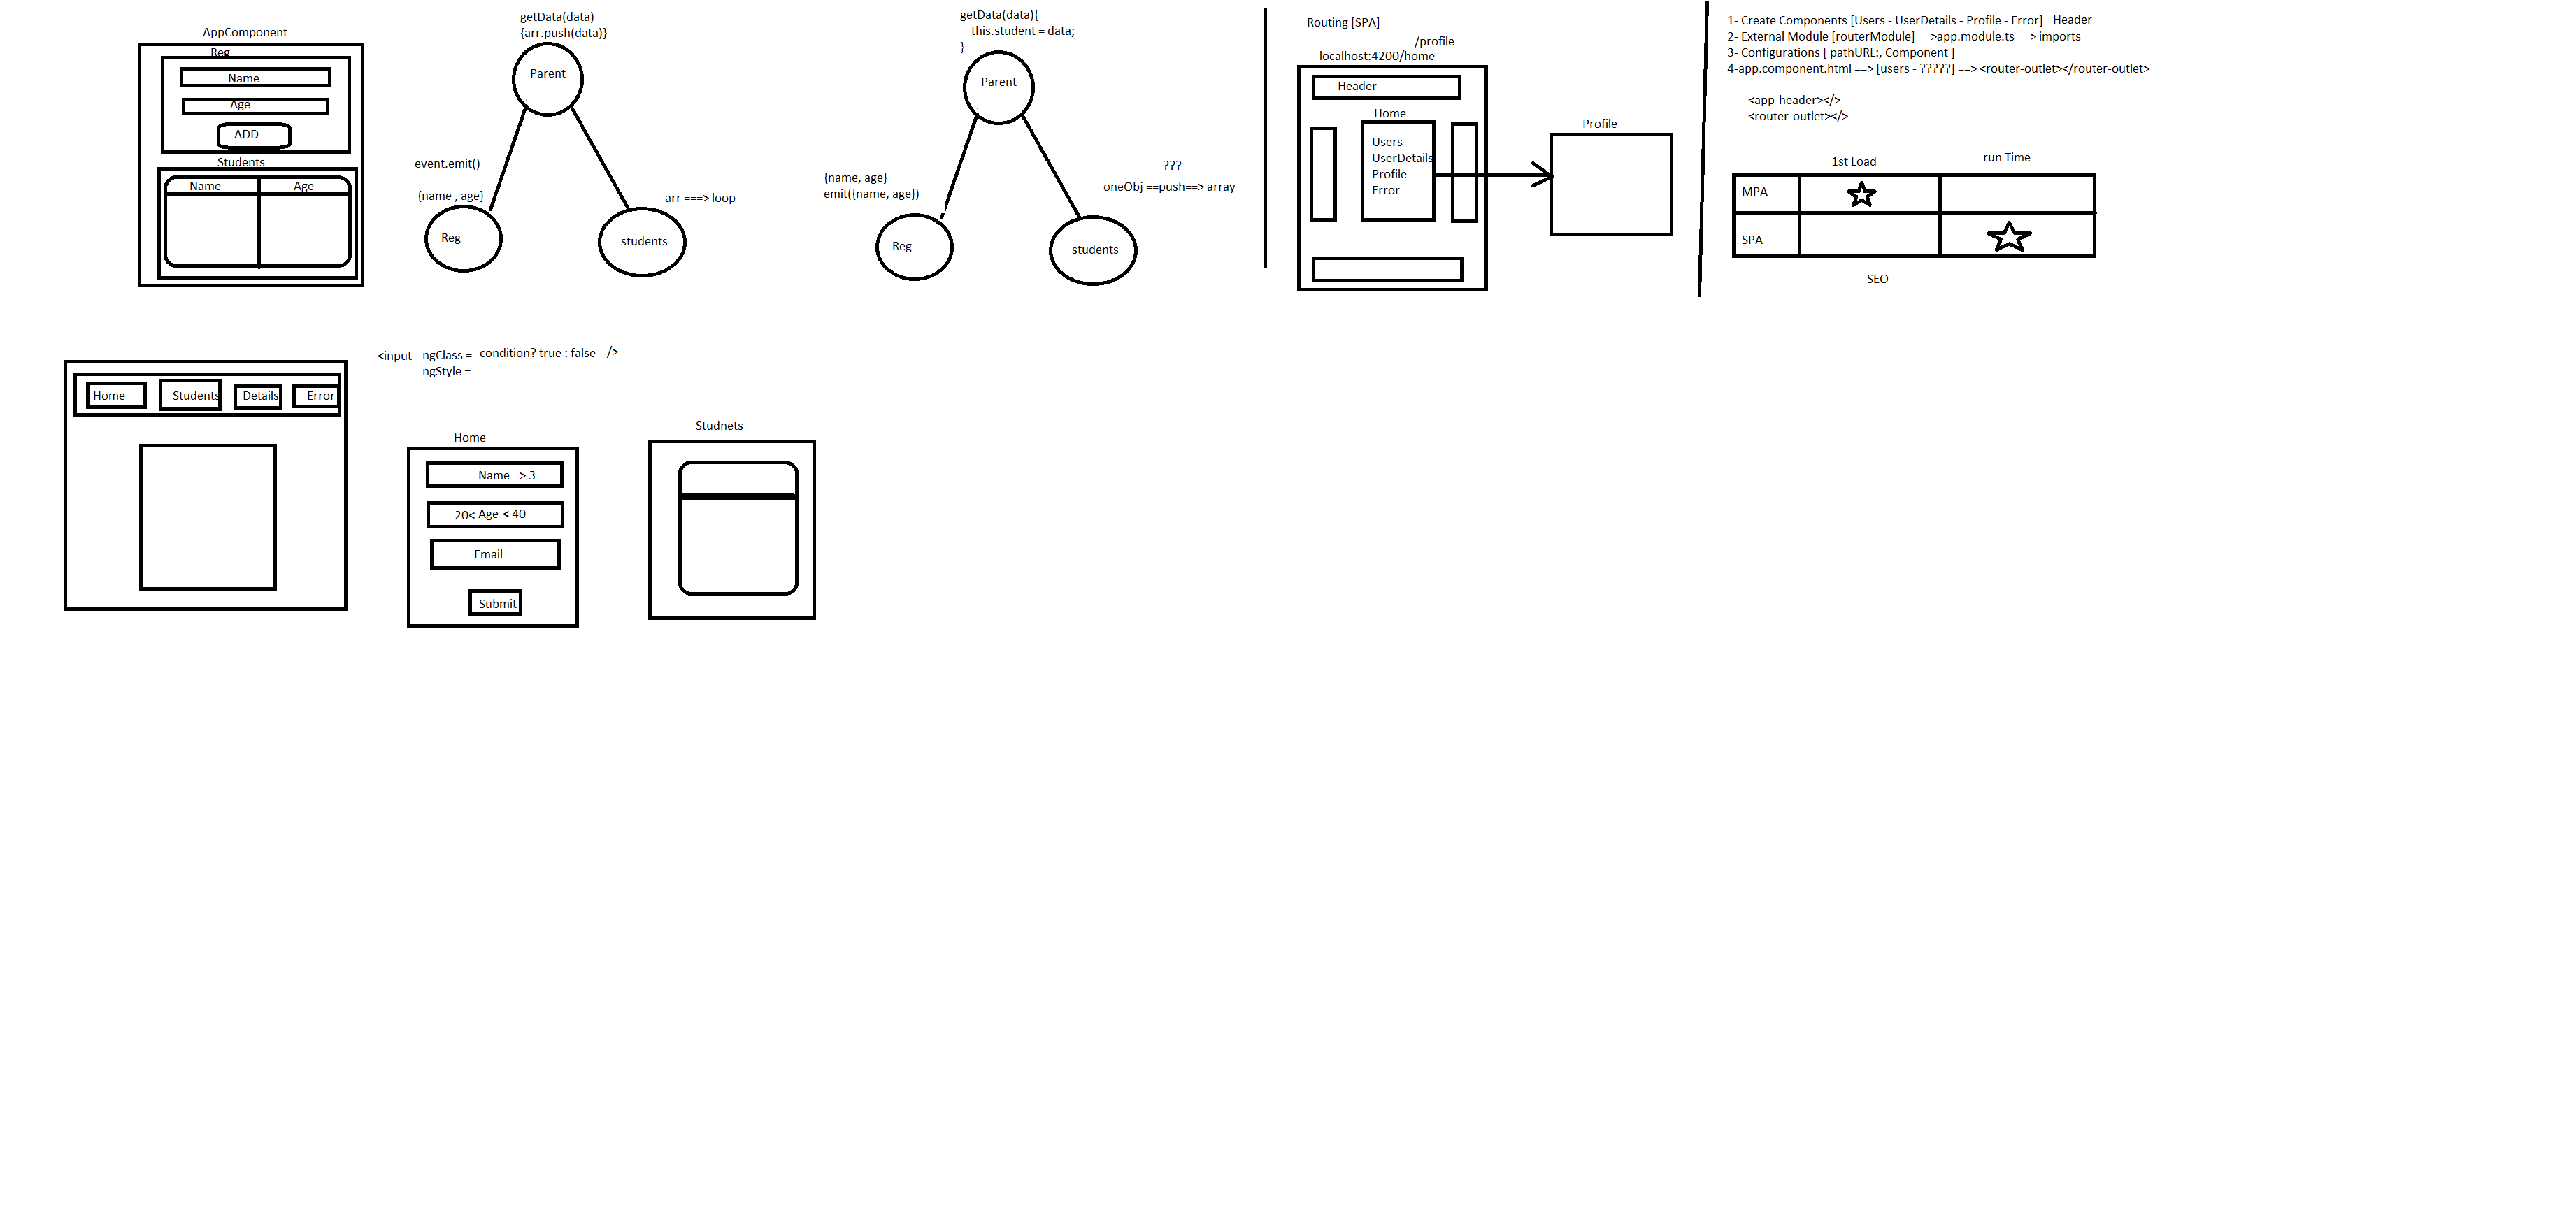 AppComponent
Reg
Name
Age
ADD
Students
Name Age
getData(data)
{arr.push(data)}
Parent
event.emit()
{name , age}
Reg
arr ===> loop
students
getData(data){
this.student = data;
}
Parent
{name, age}
emit({name, age})
Reg
???
oneObj ==push==> array
students
Routing [SPA]
/profile
localhost:4200/home
Header
Home
Users
UserDetails
Profile
Error
Profile
1- Create Components [Users - UserDetails - Profile - Error] Header
2- External Module [routerModule] ==>app.module.ts ==> imports
3- Configurations [ pathURL:, Component ]
4-app.component.html ==> [users - ?????] ==> <router-outlet></router-outlet>
<app-header></>
<router-outlet></>
1st Load run Time
MPA
SPA
SEO
Home Students Details Error
<input ngClass = condition? true : false />
ngStyle =
Home
Name > 3
20< Age < 40
Email
Submit
Studnets